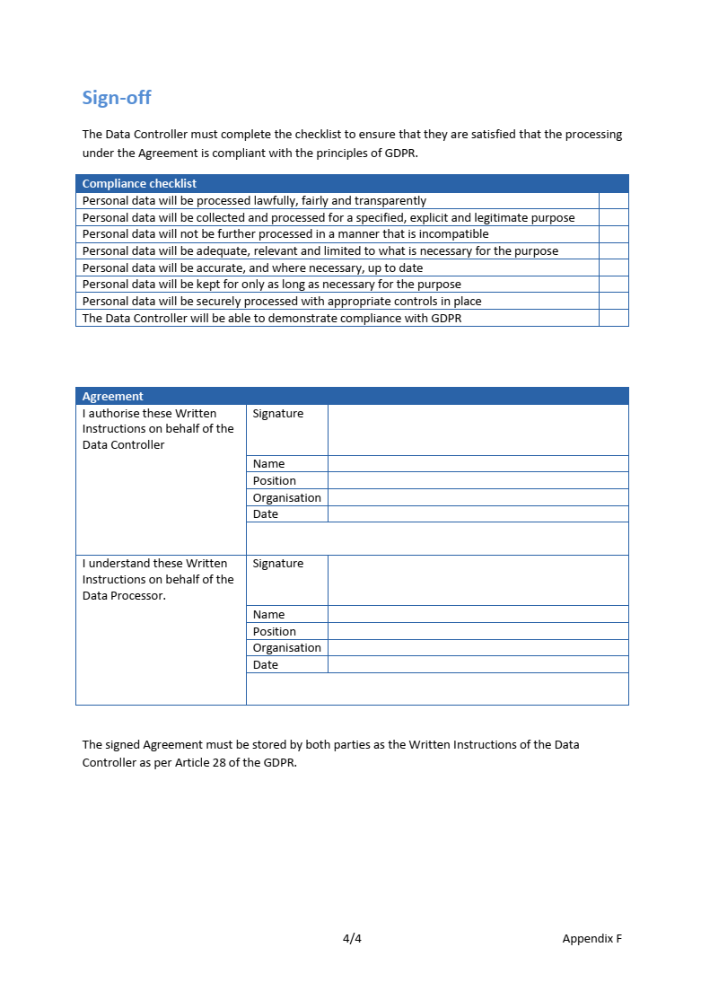 Sign-off
The Data Controller must complete the checklist to ensure that they are satisfied that the processing
under the Agreement is compliant with the principles of GDPR.
Compliance checklist
Personal data will be processed lawfully, fairly and transparently
Personal data will be collected and processed for a specified, explicit and legitimate purpose
Personal data will not be further processed in a manner that is incompatible
Personal data will be adequate, relevant and limited to what is necessary for the purpose
Personal data will be accurate, and where necessary, up to date
Personal data will be kept for only as long as necessary for the purpose
Personal data will be securely processed with appropriate controls in place
The Data Controller will be able to demonstrate compliance with GDPR
Agreement
I authorise these Written
Instructions on behalf of the
Data Controller
Signature
Name
Position
Organisation
Date
I understand these Written
Instructions on behalf of the
Data Processor.
Signature
Name
Position
Organisation
Date
The signed Agreement must be stored by both parties as the Written Instructions of the Data
Controller as per Article 28 of the GDPR.
4/4
Appendix F